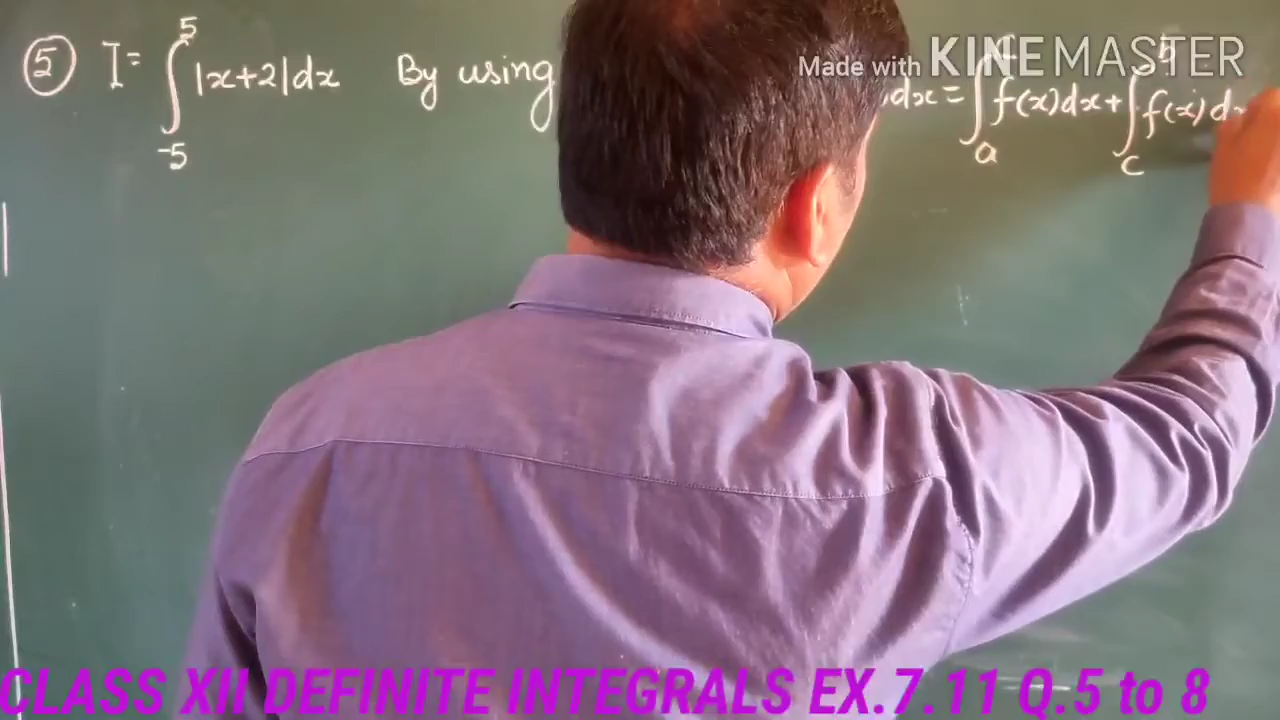 ⑤ I = ∫₋₅⁵ |x+2| dx By using dx = ∫ₐ f(x)dx + ∫_c^b f(x)d
Made with KINEMASTER
CLASS XII DEFINITE INTEGRALS EX.7.11 Q.5 to 8